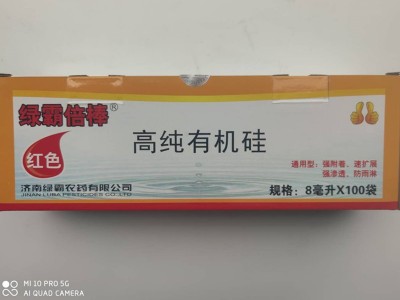 绿霸倍棒®
红色
高纯有机硅
通用型：强附着、速扩展
强渗透、防雨淋
济南绿霸农药有限公司
JINAN LUBA PESTICIDES CO.,LTD
规格：8毫升X100袋
MI 10 PRO 5G
AI QUAD CAMERA